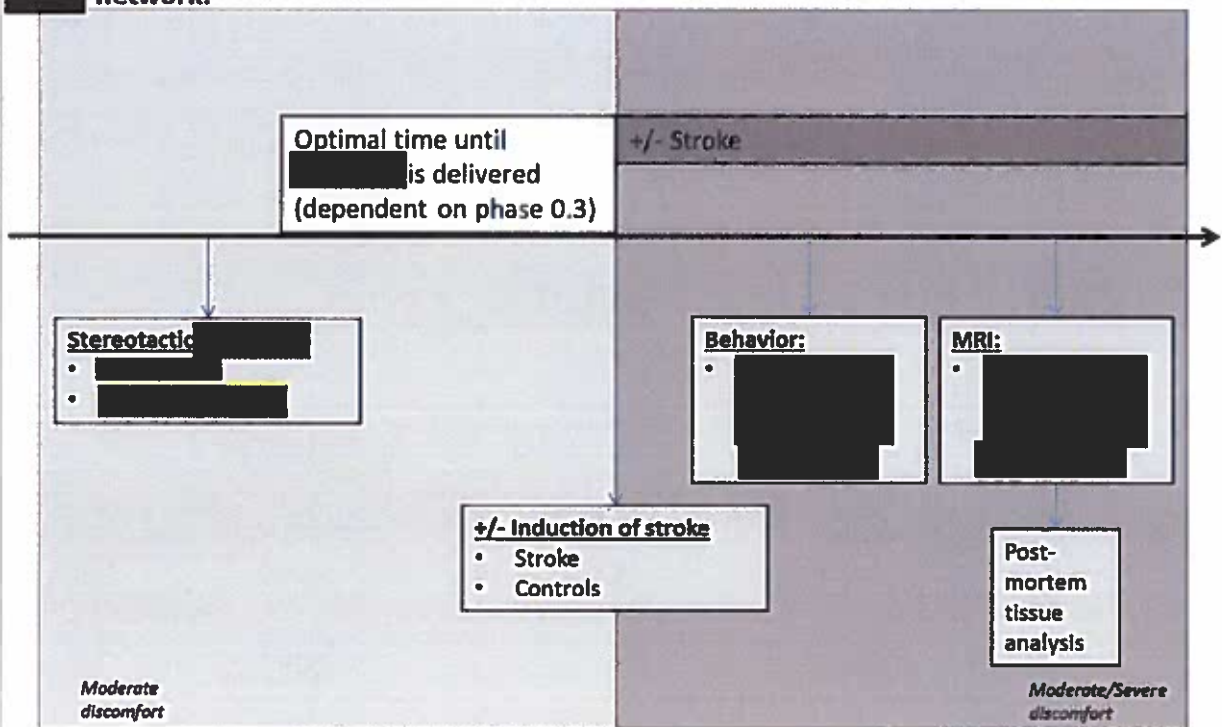 network.
Optimal time until
is delivered
(dependent on phase 0.3)
+/- Stroke
Stereotactic
•
•
Behavior:
•
MRI:
•
+/- Induction of stroke
• Stroke
• Controls
Post-
mortem
tissue
analysis
Moderate
discomfort
Moderate/Severe
discomfort